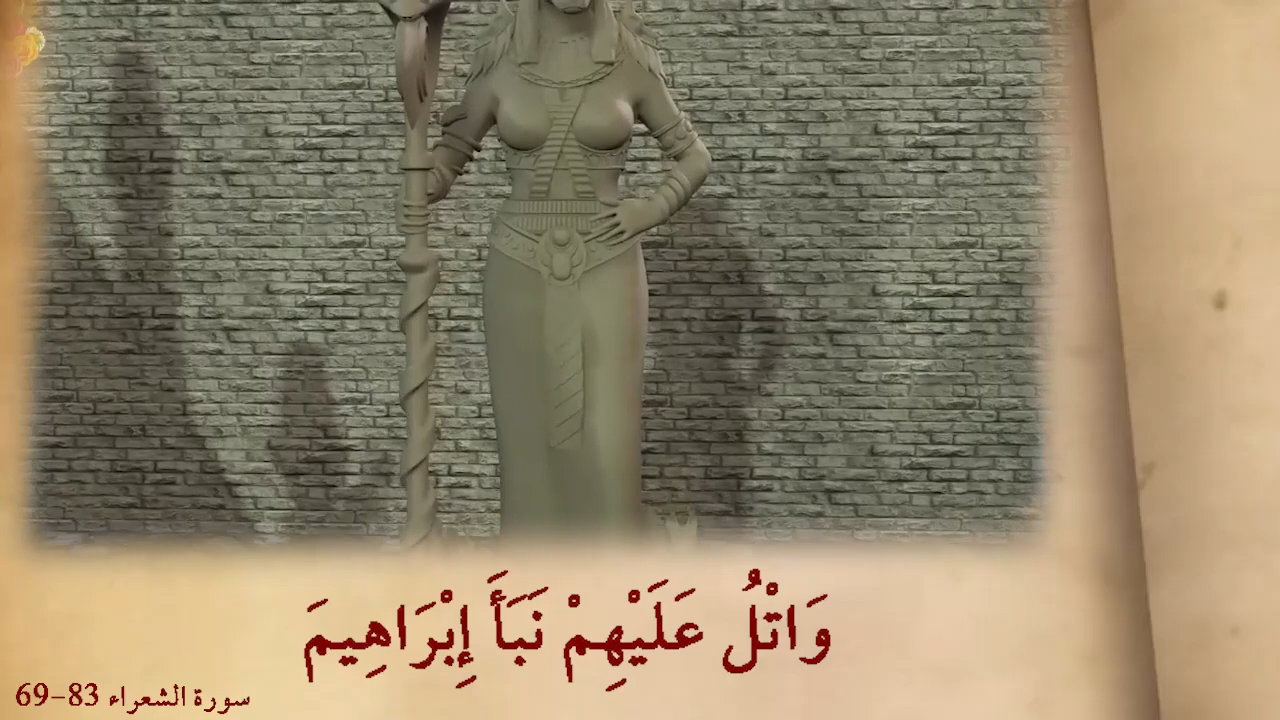 وَاتْلُ عَلَيْهِمْ نَبَأَ إِبْرَاهِيمَ
سورة الشعراء 83-69